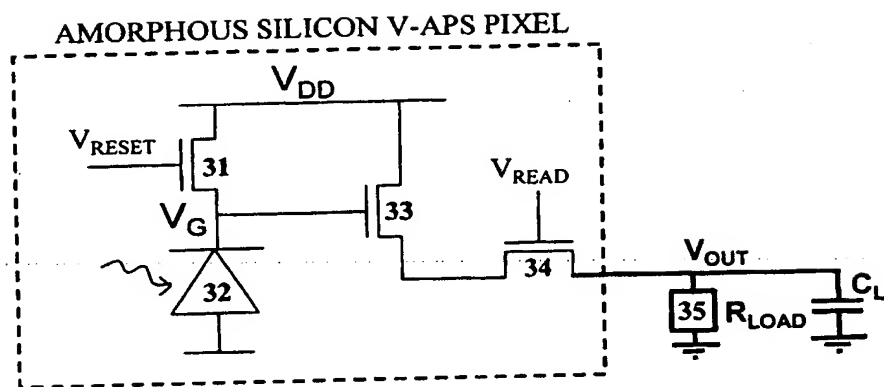 AMORPHOUS SILICON V-APS PIXEL
VDD
VRESET
31
VREAD
VG
33
34
VOUT
32
35
RLOAD
CL